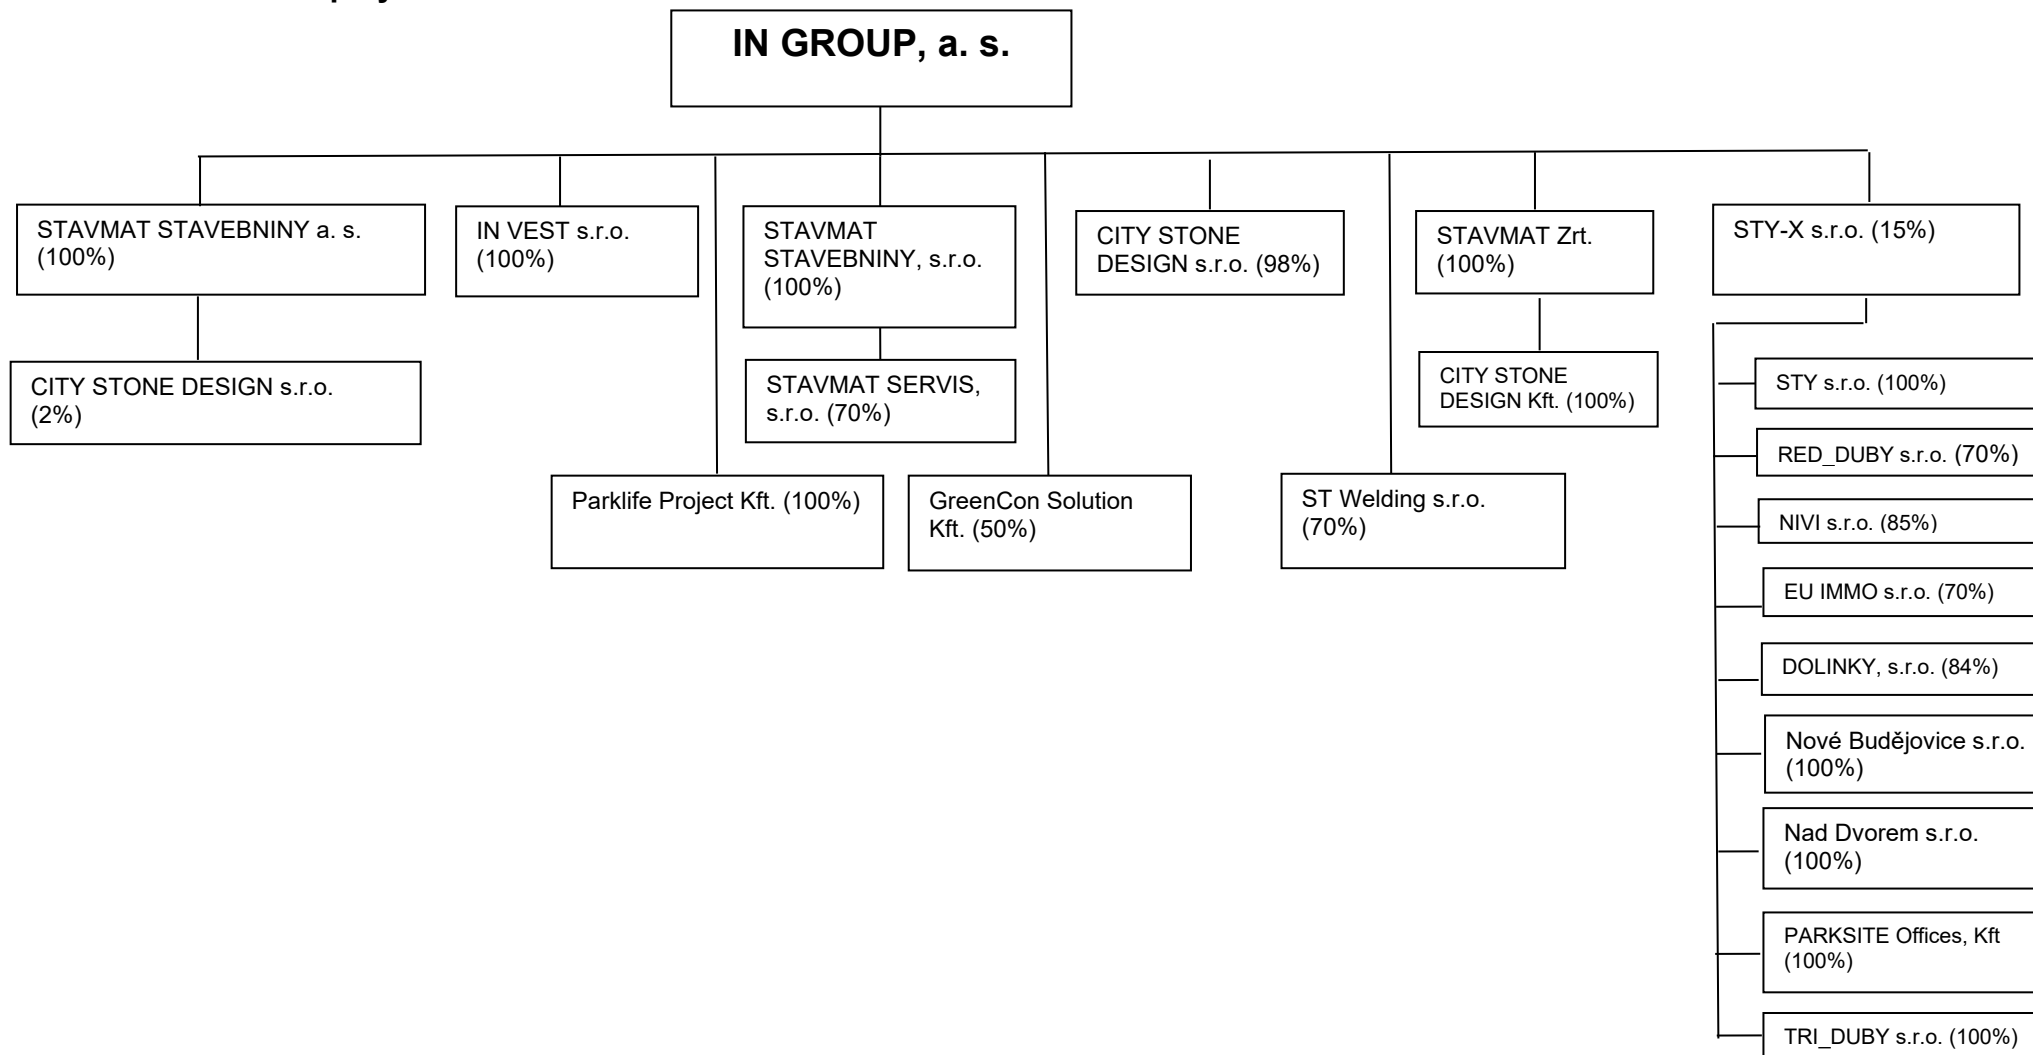 IN GROUP, a. s.
STAVMAT STAVEBNINY a. s.
(100%)
IN VEST s.r.o.
(100%)
STAVMAT
STAVEBNINY, s.r.o.
(100%)
CITY STONE
DESIGN s.r.o. (98%)
STAVMAT Zrt.
(100%)
STY-X s.r.o. (15%)
CITY STONE DESIGN s.r.o.
(2%)
STAVMAT SERVIS,
s.r.o. (70%)
CITY STONE
DESIGN Kft. (100%)
Parklife Project Kft. (100%)
GreenCon Solution
Kft. (50%)
ST Welding s.r.o.
(70%)
STY s.r.o. (100%)
RED_DUBY s.r.o. (70%)
NIVI s.r.o. (85%)
EU IMMO s.r.o. (70%)
DOLINKY, s.r.o. (84%)
Nové Budějovice s.r.o.
(100%)
Nad Dvorem s.r.o.
(100%)
PARKSITE Offices, Kft
(100%)
TRI_DUBY s.r.o. (100%)